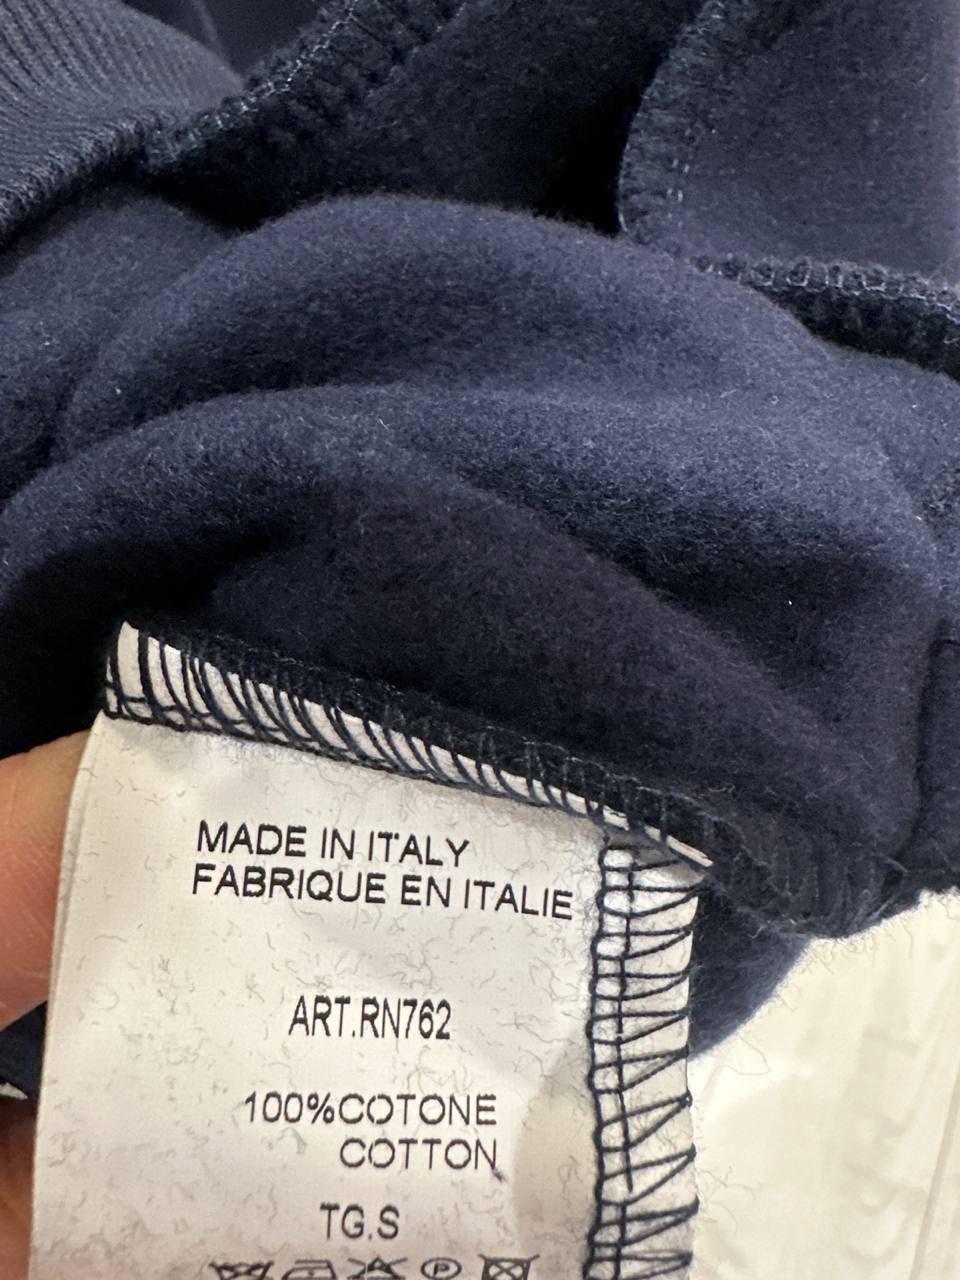 MADE IN ITALY
FABRIQUE EN ITALIE
ART.RN762
100%COTONE
COTTON
TG.S
P